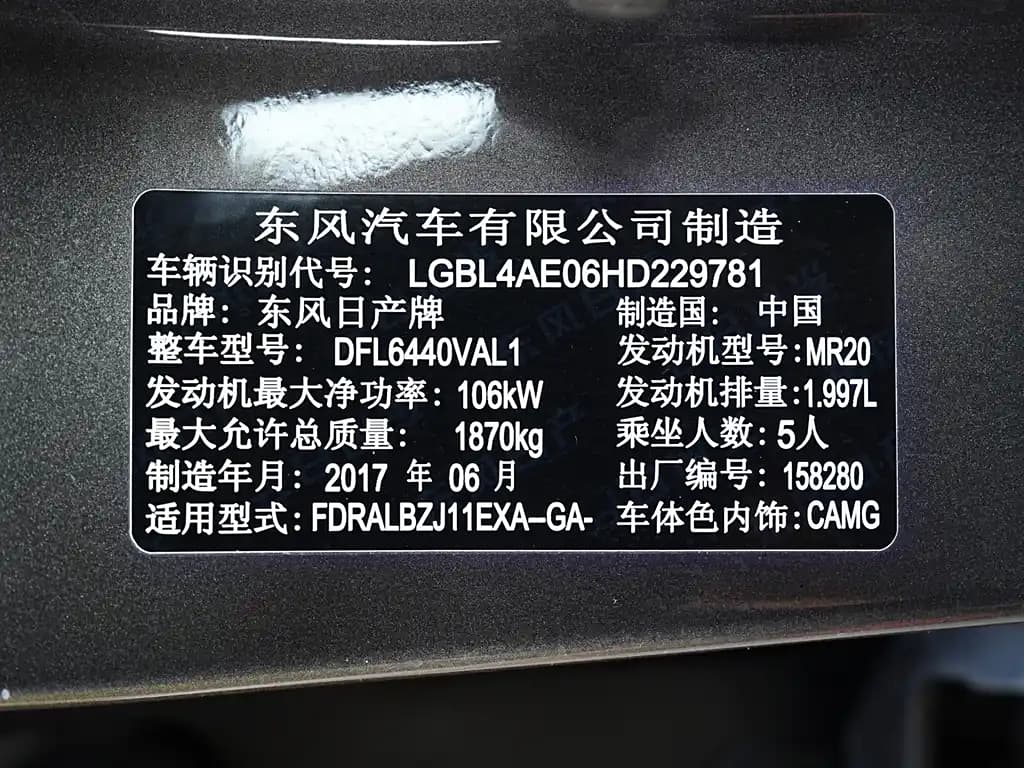 东风汽车有限公司制造
车辆识别代号: LGBL4AE06HD229781
品牌: 东风日产牌 制造国: 中国
整车型号: DFL6440VAL1 发动机型号:MR20
发动机最大净功率: 106kW 发动机排量:1.997L
最大允许总质量: 1870kg 乘坐人数: 5人
制造年月: 2017 年 06 月 出厂编号: 158280
适用型式: FDRALBZJ11EXA–GA- 车体色内饰:CAMG